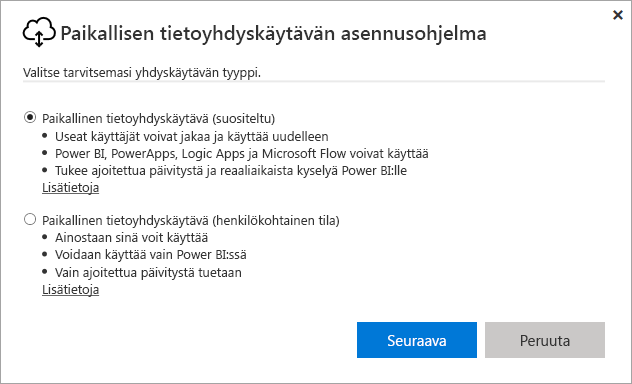 Paikallisen tietoyhdyskäytävän asennusohjelma
Valitse tarvitsemasi yhdyskäytävän tyyppi.
Paikallinen tietoyhdyskäytävä (suositeltu)
• Useat käyttäjät voivat jakaa ja käyttää uudelleen
• Power BI, PowerApps, Logic Apps ja Microsoft Flow voivat käyttää
• Tukee ajoitettua päivitystä ja reaaliaikaista kyselyä Power BI:lle
Lisätietoja
Paikallinen tietoyhdyskäytävä (henkilökohtainen tila)
• Ainostaan sinä voit käyttää
• Voidaan käyttää vain Power BI:ssä
• Vain ajoitettua päivitystä tuetaan
Lisätietoja
Seuraava Peruuta